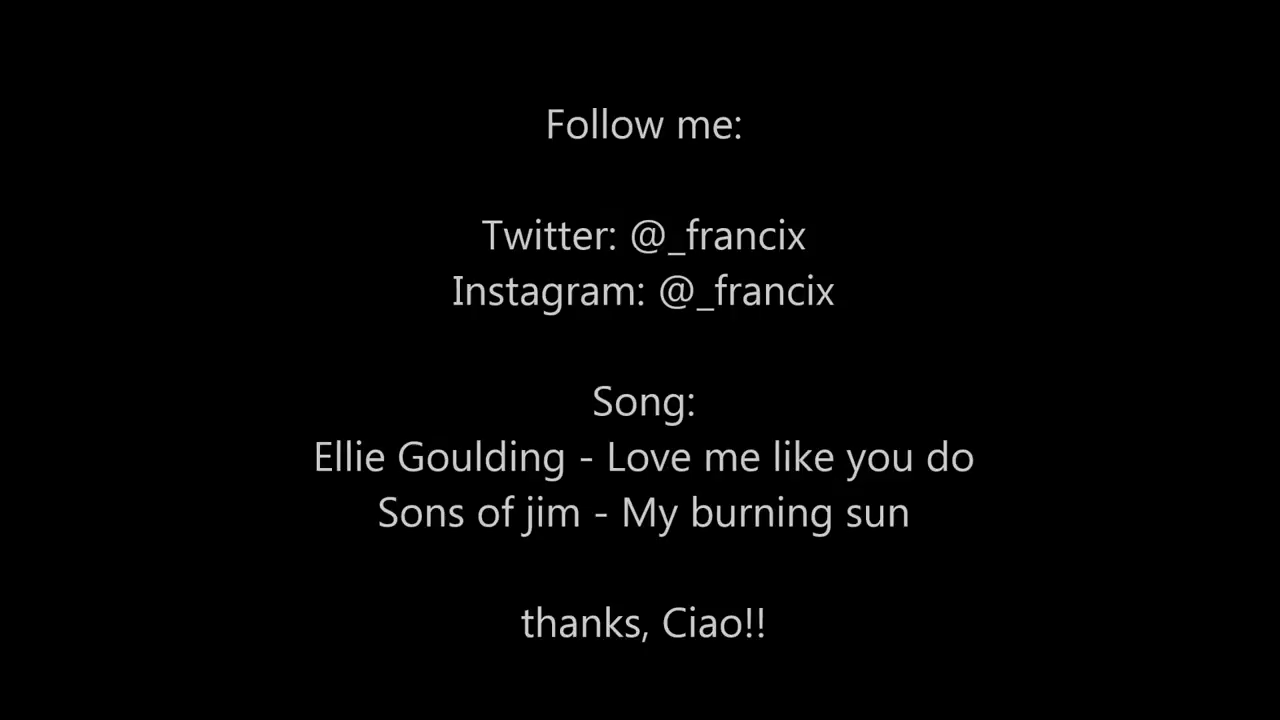 Follow me:
Twitter: @_francix
Instagram: @_francix
Song:
Ellie Goulding - Love me like you do
Sons of jim - My burning sun
thanks, Ciao!!